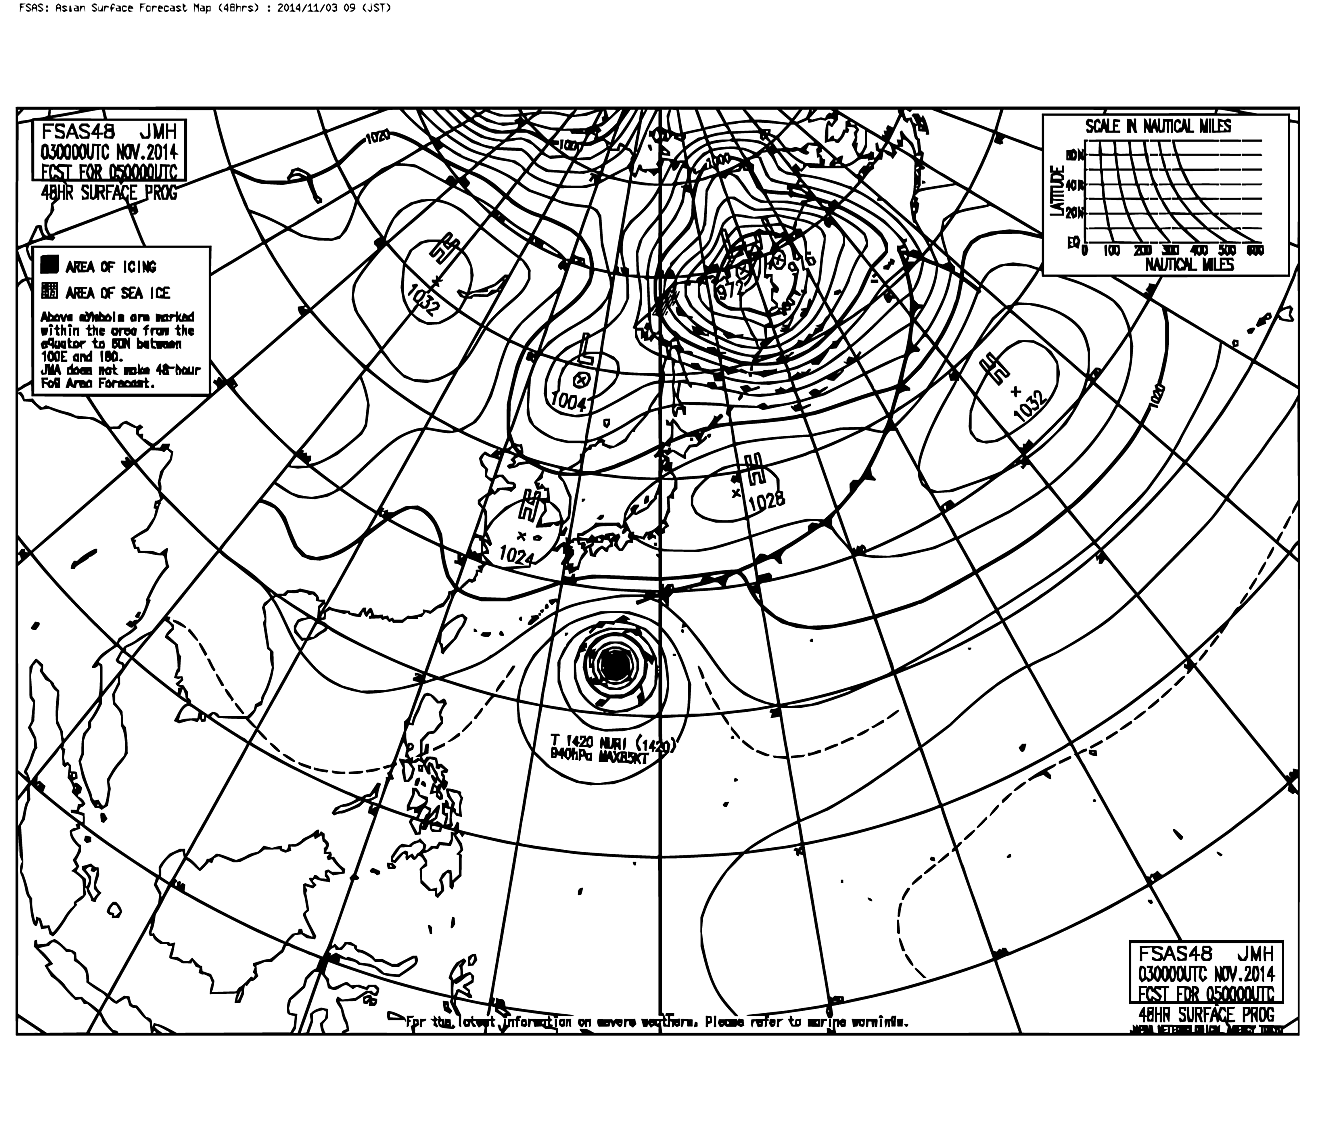 FSAS: Asian Surface Forecast Map (48hrs) : 2014/11/03 09 (JST)
FSAS48 JMH
030000UTC NOV.2014
FCST FOR 050000UTC
48HR SURFACE PROG
AREA OF ICING
AREA OF SEA ICE
Above symbols are marked
within the area from the
equator to 60N between
100E and 180.
JMA does not make 48-hour
Fog Area Forecast.
SCALE IN NAUTICAL MILES
LATITUDE
60N
40N
20N
EQ
100 200 300 400 500 600
NAUTICAL MILES
1020
1000
1000
H
1032
L
972
L
976
L
1004
H
1032
1020
H
1028
H
1024
T 1420 NURI (1420)
940hPa MAX85KT
FSAS48 JMH
030000UTC NOV.2014
FCST FOR 050000UTC
48HR SURFACE PROG
JAPAN METEOROLOGICAL AGENCY TOKYO
For the latest information on severe weathers, Please refer to marine warnings.